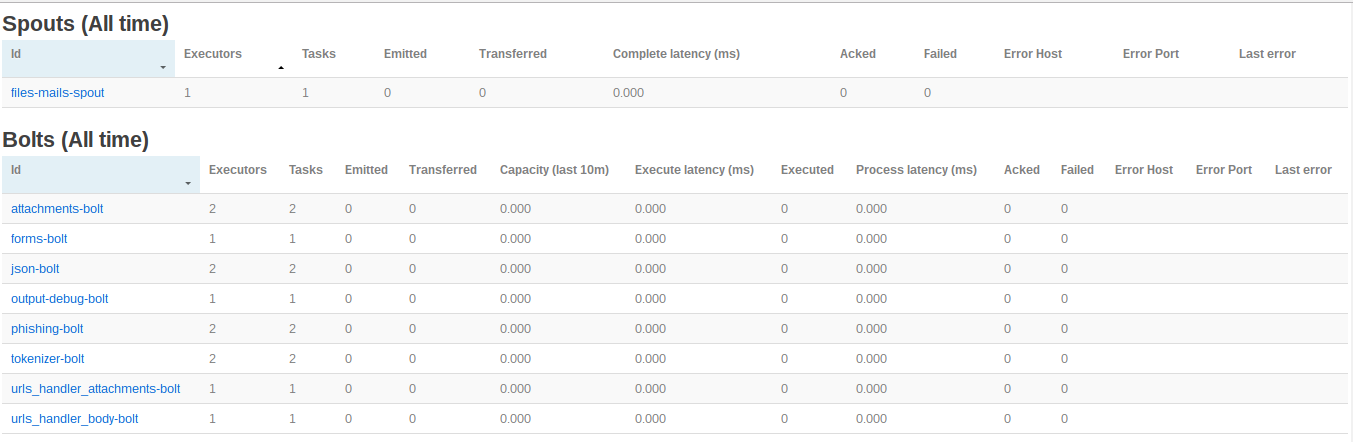 Spouts (All time)
Id Executors Tasks Emitted Transferred Complete latency (ms) Acked Failed Error Host Error Port Last error
files-mails-spout 1 1 0 0 0.000 0 0
Bolts (All time)
Id Executors Tasks Emitted Transferred Capacity (last 10m) Execute latency (ms) Executed Process latency (ms) Acked Failed Error Host Error Port Last error
attachments-bolt 2 2 0 0 0.000 0.000 0 0.000 0 0
forms-bolt 1 1 0 0 0.000 0.000 0 0.000 0 0
json-bolt 2 2 0 0 0.000 0.000 0 0.000 0 0
output-debug-bolt 1 1 0 0 0.000 0.000 0 0.000 0 0
phishing-bolt 2 2 0 0 0.000 0.000 0 0.000 0 0
tokenizer-bolt 2 2 0 0 0.000 0.000 0 0.000 0 0
urls_handler_attachments-bolt 1 1 0 0 0.000 0.000 0 0.000 0 0
urls_handler_body-bolt 1 1 0 0 0.000 0.000 0 0.000 0 0